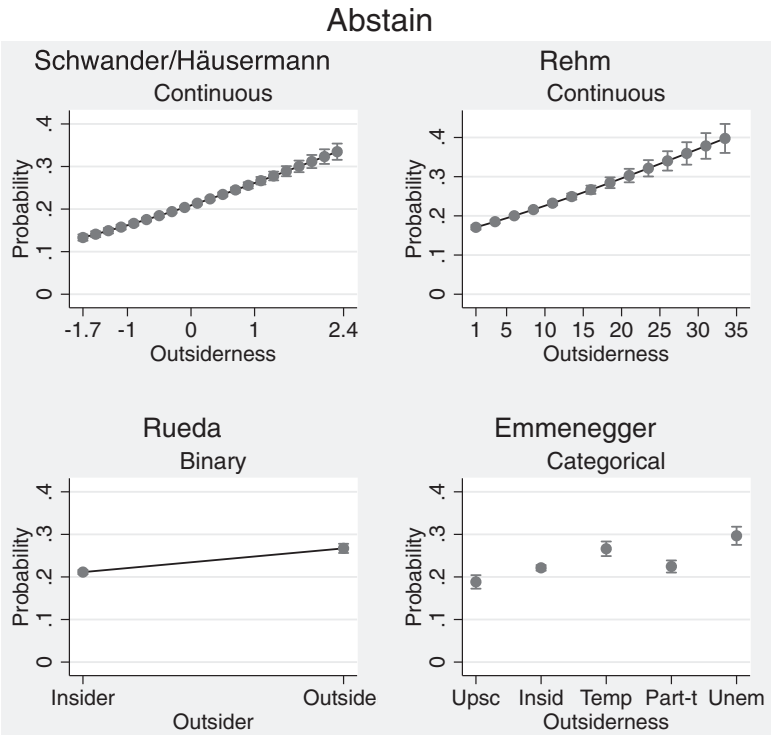 Abstain
Schwander/Häusermann
Continuous
Probability
.4
.3
.2
.1
0
-1.7 -1 0 1 2.4
Outsiderness
Rehm
Continuous
Probability
.4
.3
.2
.1
0
1 5 10 15 20 25 30 35
Outsiderness
Rueda
Binary
Probability
.4
.3
.2
.1
0
Insider Outside
Outsider
Emmenegger
Categorical
Probability
.4
.3
.2
.1
0
Upsc Insid Temp Part-t Unem
Outsiderness